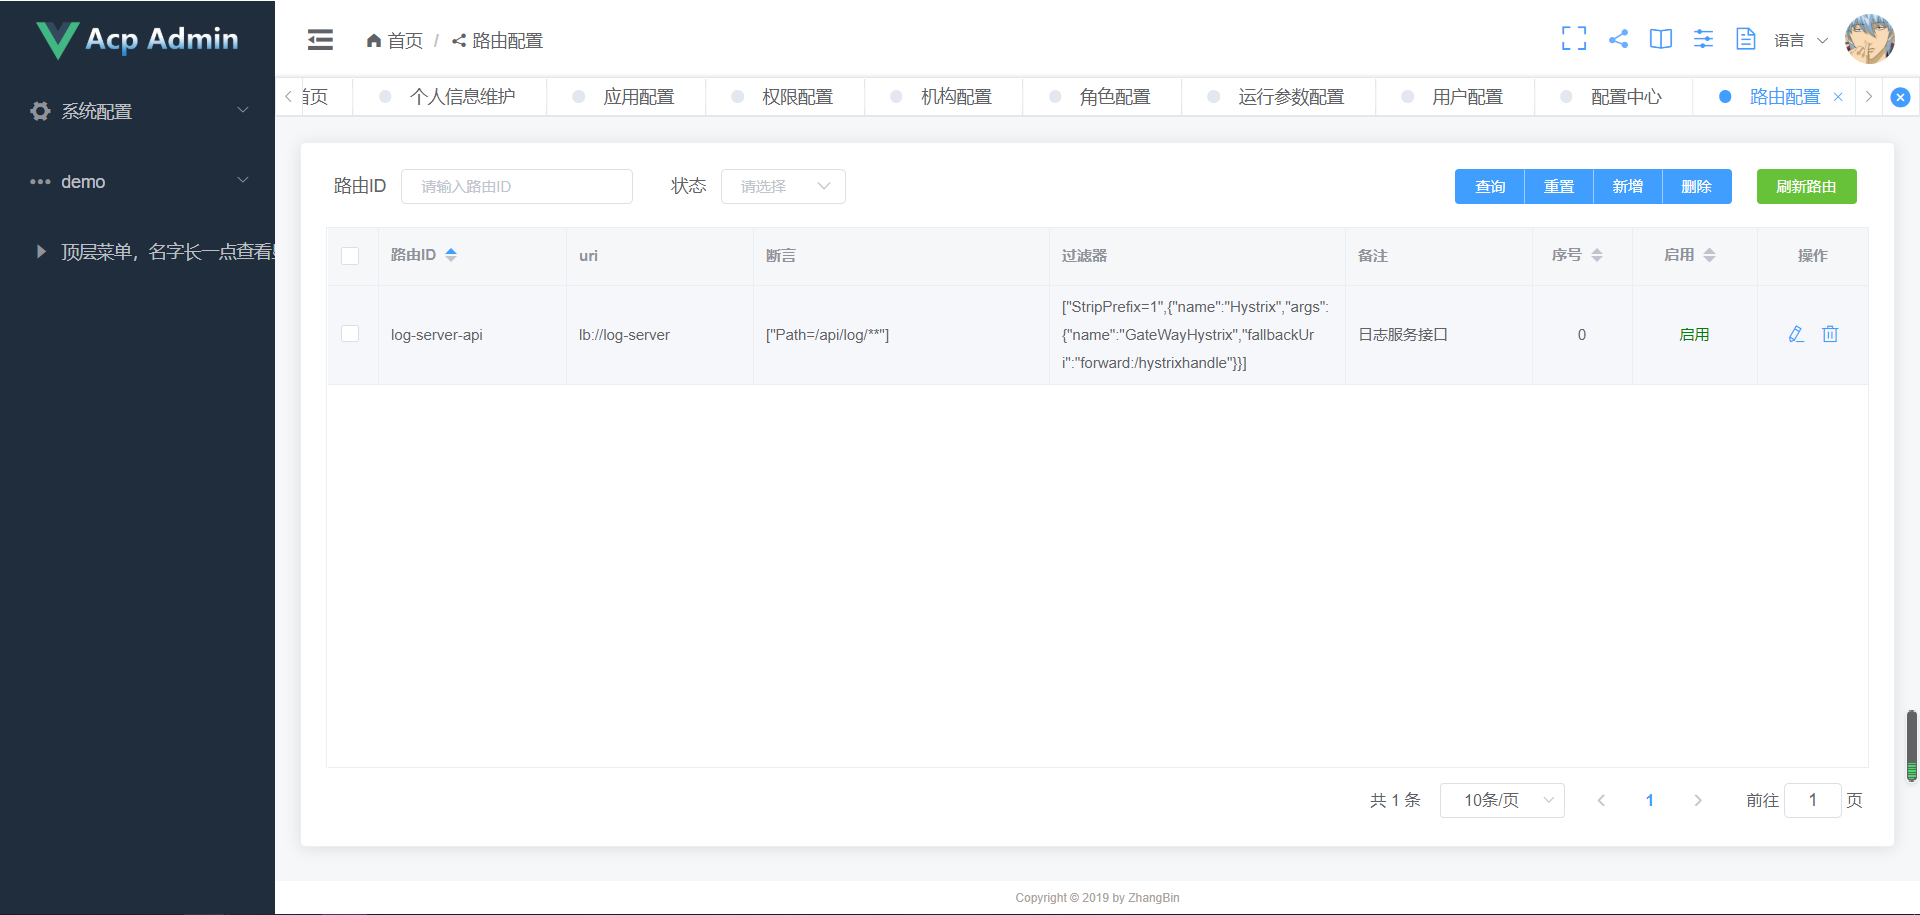 Acp Admin
系统配置
demo
顶层菜单，名字长一点查看
首页 / 路由配置
语言
首页 个人信息维护 应用配置 权限配置 机构配置 角色配置 运行参数配置 用户配置 配置中心 路由配置
路由ID 请输入路由ID 状态 请选择 查询 重置 新增 删除 刷新路由
路由ID uri 断言 过滤器 备注 序号 启用 操作
["StripPrefix=1",{"name":"Hystrix","args":
log-server-api lb://log-server ["Path=/api/log/**"] {"name":"GateWayHystrix","fallbackUr 日志服务接口 0 启用
i":"forward:/hystrixhandle"}}]
共 1 条 10条/页 1 前往 1 页
Copyright © 2019 by ZhangBin